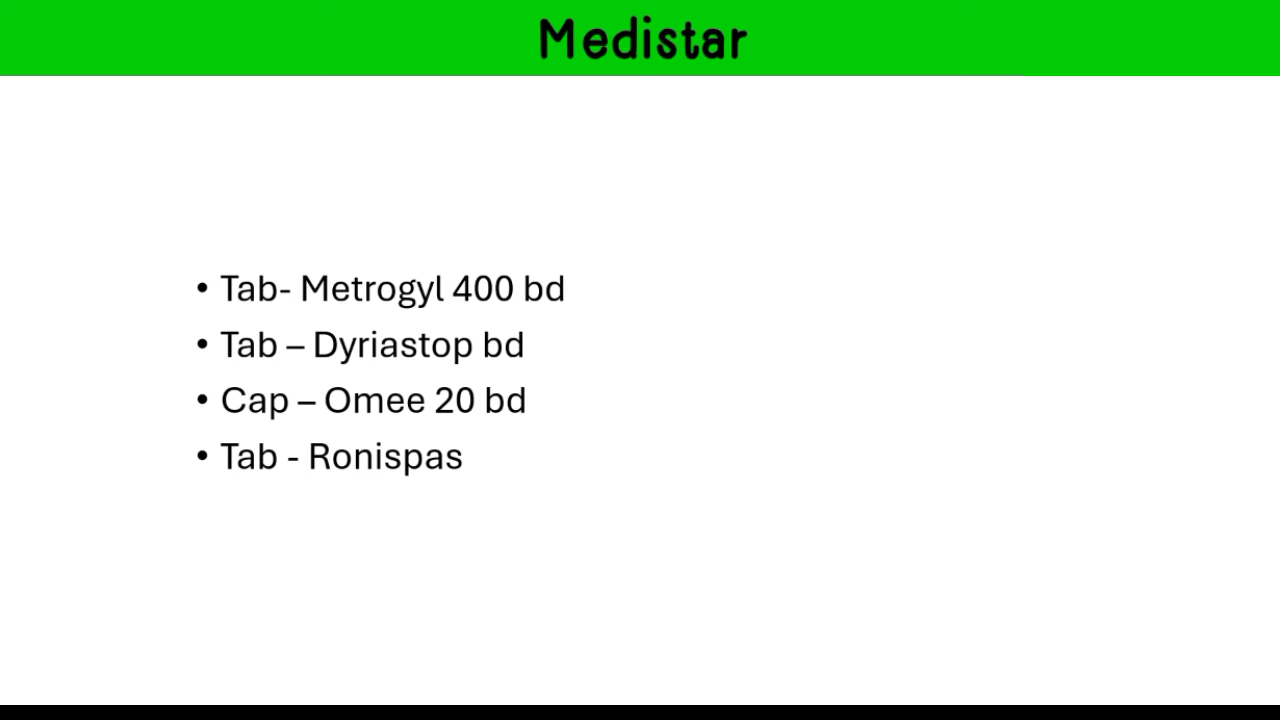 Medistar
• Tab- Metrogyl 400 bd
• Tab – Dyriastop bd
• Cap – Omee 20 bd
• Tab - Ronispas